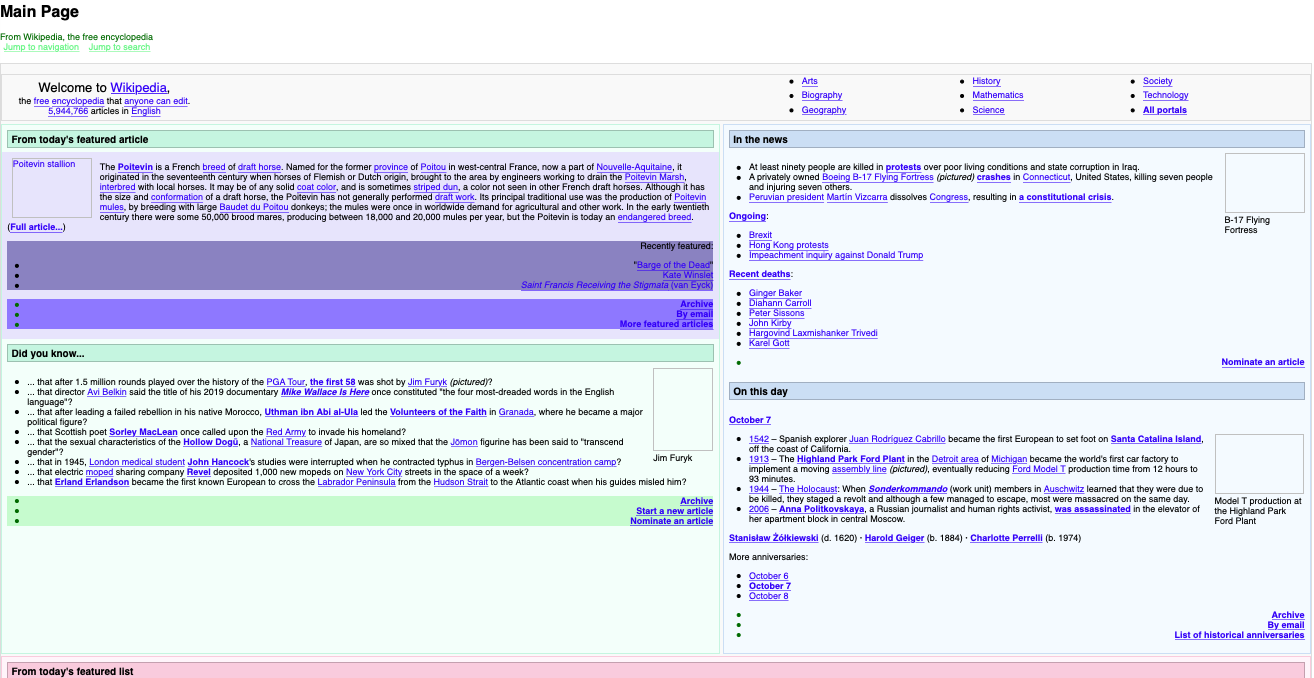 Main Page
From Wikipedia, the free encyclopedia
Jump to navigation Jump to search
Welcome to Wikipedia,
the free encyclopedia that anyone can edit.
5,944,766 articles in English
Arts
Biography
Geography
History
Mathematics
Science
Society
Technology
All portals
From today's featured article
Poitevin stallion
The Poitevin is a French breed of draft horse. Named for the former province of Poitou in west-central France, now a part of Nouvelle-Aquitaine, it
originated in the seventeenth century when horses of Flemish or Dutch origin, brought to the area by engineers working to drain the Poitevin Marsh,
interbred with local horses. It may be of any solid coat color, and is sometimes striped dun, a color not seen in other French draft horses. Although it has
the size and conformation of a draft horse, the Poitevin has not generally performed draft work. Its principal traditional use was the production of Poitevin
mules, by breeding with large Baudet du Poitou donkeys; the mules were once in worldwide demand for agricultural and other work. In the early twentieth
century there were some 50,000 brood mares, producing between 18,000 and 20,000 mules per year, but the Poitevin is today an endangered breed.
(Full article...)
Recently featured:
"Barge of the Dead"
Kate Winslet
Saint Francis Receiving the Stigmata (van Eyck)
Archive
By email
More featured articles
Did you know...
... that after 1.5 million rounds played over the history of the PGA Tour, the first 58 was shot by Jim Furyk (pictured)?
... that director Avi Belkin said the title of his 2019 documentary Mike Wallace Is Here once constituted "the four most-dreaded words in the English
language"?
... that after leading a failed rebellion in his native Morocco, Uthman ibn Abi al-Ula led the Volunteers of the Faith in Granada, where he became a major
political figure?
... that Scottish poet Sorley MacLean once called upon the Red Army to invade his homeland?
... that the sexual characteristics of the Hollow Dogū, a National Treasure of Japan, are so mixed that the Jōmon figurine has been said to "transcend
gender"?
... that in 1945, London medical student John Hancock's studies were interrupted when he contracted typhus in Bergen-Belsen concentration camp?
... that electric moped sharing company Revel deposited 1,000 new mopeds on New York City streets in the space of a week?
... that Erland Erlandson became the first known European to cross the Labrador Peninsula from the Hudson Strait to the Atlantic coast when his guides misled him?
Jim Furyk
Archive
Start a new article
Nominate an article
In the news
At least ninety people are killed in protests over poor living conditions and state corruption in Iraq.
A privately owned Boeing B-17 Flying Fortress (pictured) crashes in Connecticut, United States, killing seven people
and injuring seven others.
Peruvian president Martín Vizcarra dissolves Congress, resulting in a constitutional crisis.
B-17 Flying
Fortress
Ongoing:
Brexit
Hong Kong protests
Impeachment inquiry against Donald Trump
Recent deaths:
Ginger Baker
Diahann Carroll
Peter Sissons
John Kirby
Hargovind Laxmishanker Trivedi
Karel Gott
Nominate an article
On this day
October 7
1542 – Spanish explorer Juan Rodríguez Cabrillo became the first European to set foot on Santa Catalina Island,
off the coast of California.
1913 – The Highland Park Ford Plant in the Detroit area of Michigan became the world's first car factory to
implement a moving assembly line (pictured), eventually reducing Ford Model T production time from 12 hours to
93 minutes.
1944 – The Holocaust: When Sonderkommando (work unit) members in Auschwitz learned that they were due to
be killed, they staged a revolt and although a few managed to escape, most were massacred on the same day.
2006 – Anna Politkovskaya, a Russian journalist and human rights activist, was assassinated in the elevator of
her apartment block in central Moscow.
Model T production at
the Highland Park
Ford Plant
Stanisław Żółkiewski (d. 1620) · Harold Geiger (b. 1884) · Charlotte Perrelli (b. 1974)
More anniversaries:
October 6
October 7
October 8
Archive
By email
List of historical anniversaries
From today's featured list